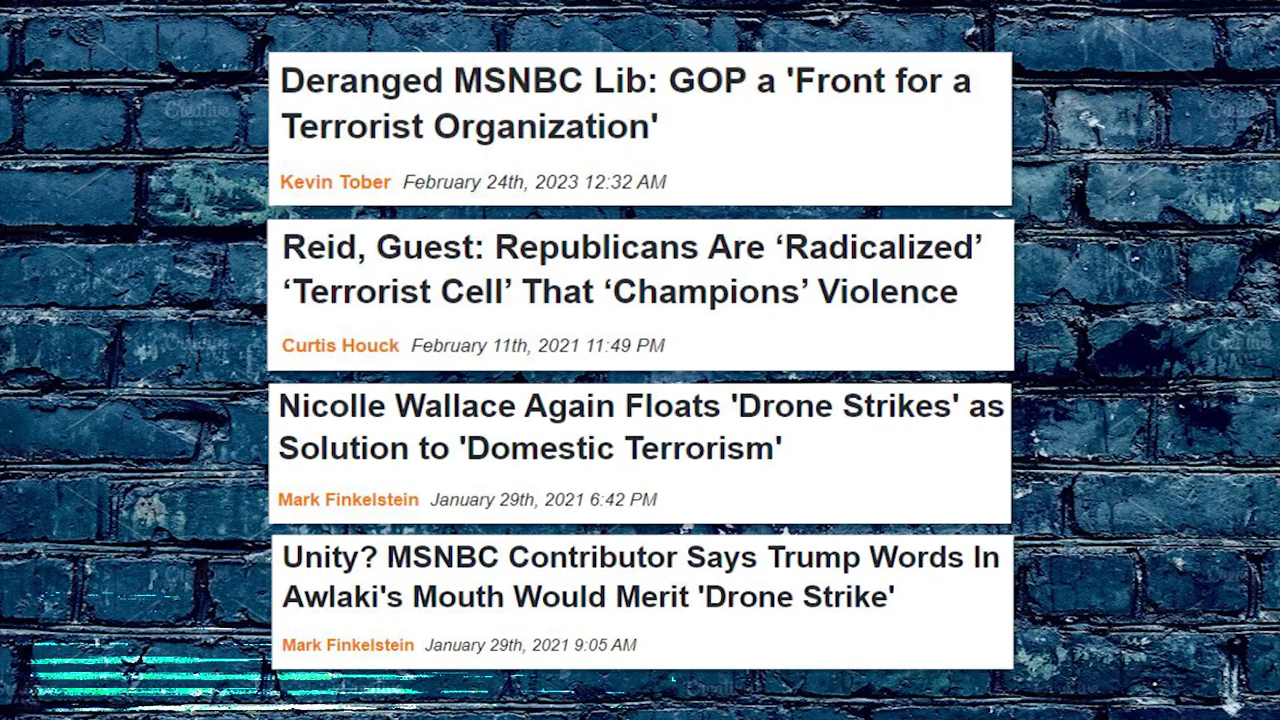 Deranged MSNBC Lib: GOP a 'Front for a
Terrorist Organization'
Kevin Tober February 24th, 2023 12:32 AM
Reid, Guest: Republicans Are ‘Radicalized’
‘Terrorist Cell’ That ‘Champions’ Violence
Curtis Houck February 11th, 2021 11:49 PM
Nicolle Wallace Again Floats 'Drone Strikes' as
Solution to 'Domestic Terrorism'
Mark Finkelstein January 29th, 2021 6:42 PM
Unity? MSNBC Contributor Says Trump Words In
Awlaki's Mouth Would Merit 'Drone Strike'
Mark Finkelstein January 29th, 2021 9:05 AM